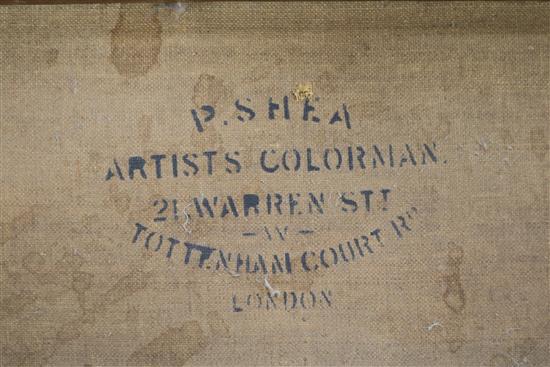 P. SHEA
ARTISTS COLORMAN.
21 WARREN STT
TOTTENHAM COURT RD
LONDON